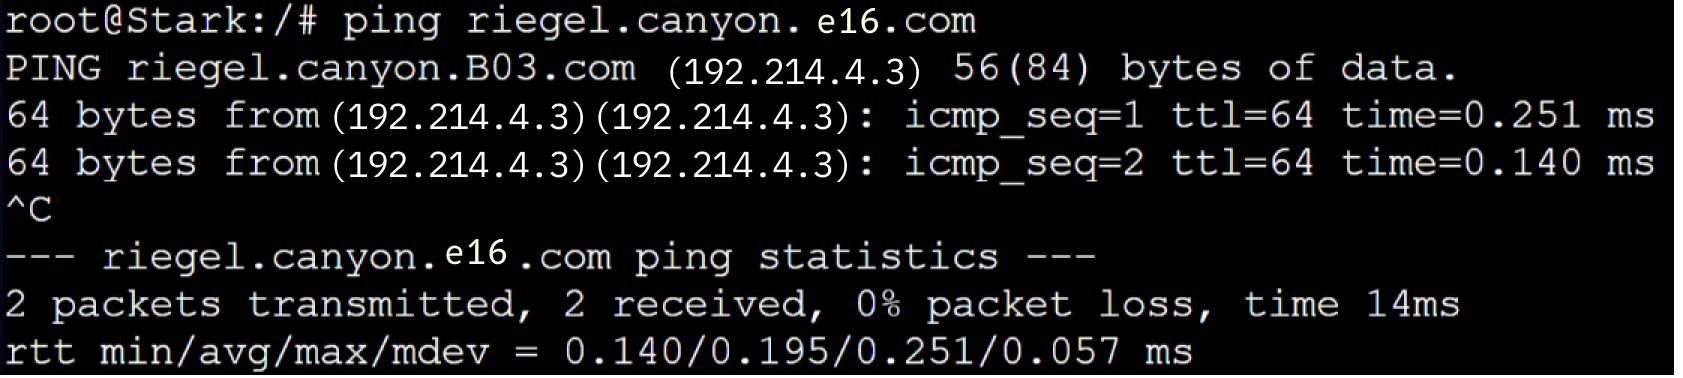 root@Stark:/# ping riegel.canyon. e16.com
PING riegel.canyon.B03.com (192.214.4.3) 56(84) bytes of data.
64 bytes from (192.214.4.3)(192.214.4.3): icmp_seq=1 ttl=64 time=0.251 ms
64 bytes from (192.214.4.3)(192.214.4.3): icmp_seq=2 ttl=64 time=0.140 ms
^C
--- riegel.canyon.e16 .com ping statistics ---
2 packets transmitted, 2 received, 0% packet loss, time 14ms
rtt min/avg/max/mdev = 0.140/0.195/0.251/0.057 ms